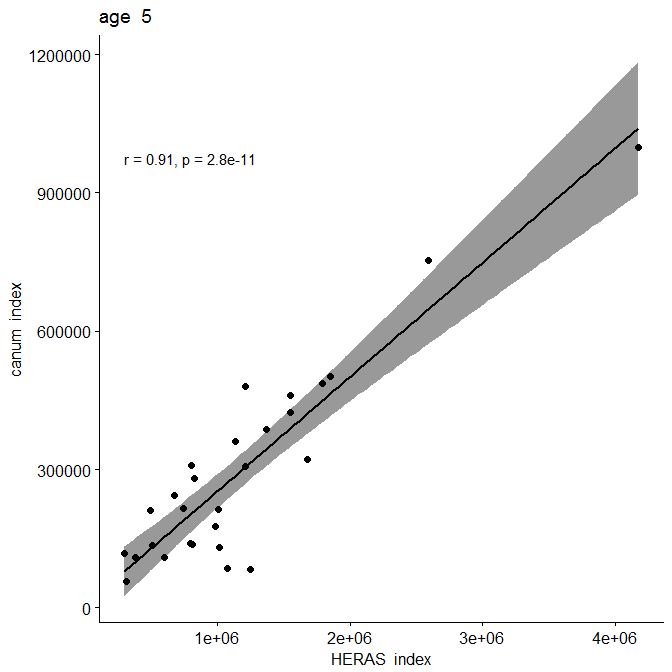 age 5
1200000
r = 0.91, p = 2.8e-11
900000
600000
canum index
300000
0
1e+06 2e+06 3e+06 4e+06
HERAS index